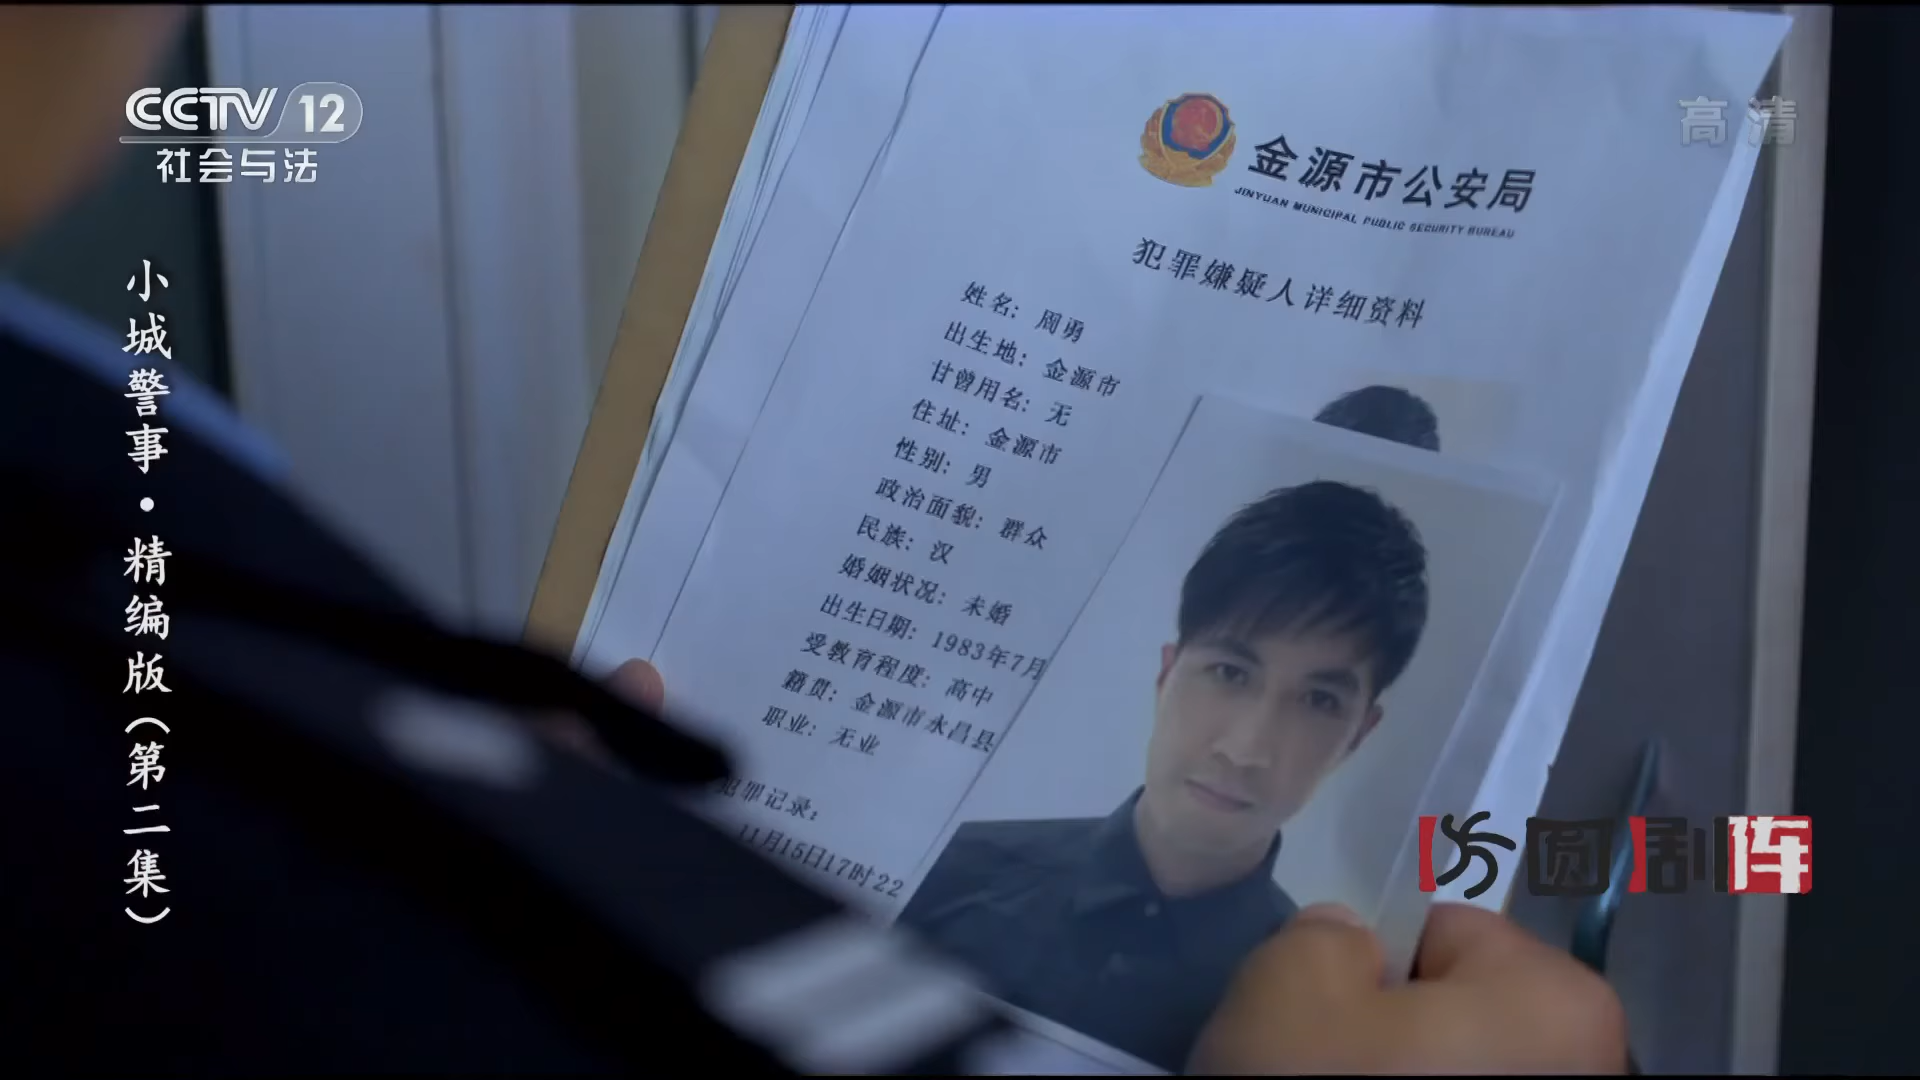 CCTV 12
社会与法
高清
小城警事·精编版（第二集）
金源市公安局
JINYUAN MUNICIPAL PUBLIC SECURITY BUREAU
犯罪嫌疑人详细资料
姓名：周勇
出生地：金源市
甘曾用名：无
住址：金源市
性别：男
政治面貌：群众
民族：汉
婚姻状况：未婚
出生日期：1983年7月
受教育程度：高中
籍贯：金源市永昌县
职业：无业
犯罪记录：
11月15日17时22
方圆剧阵